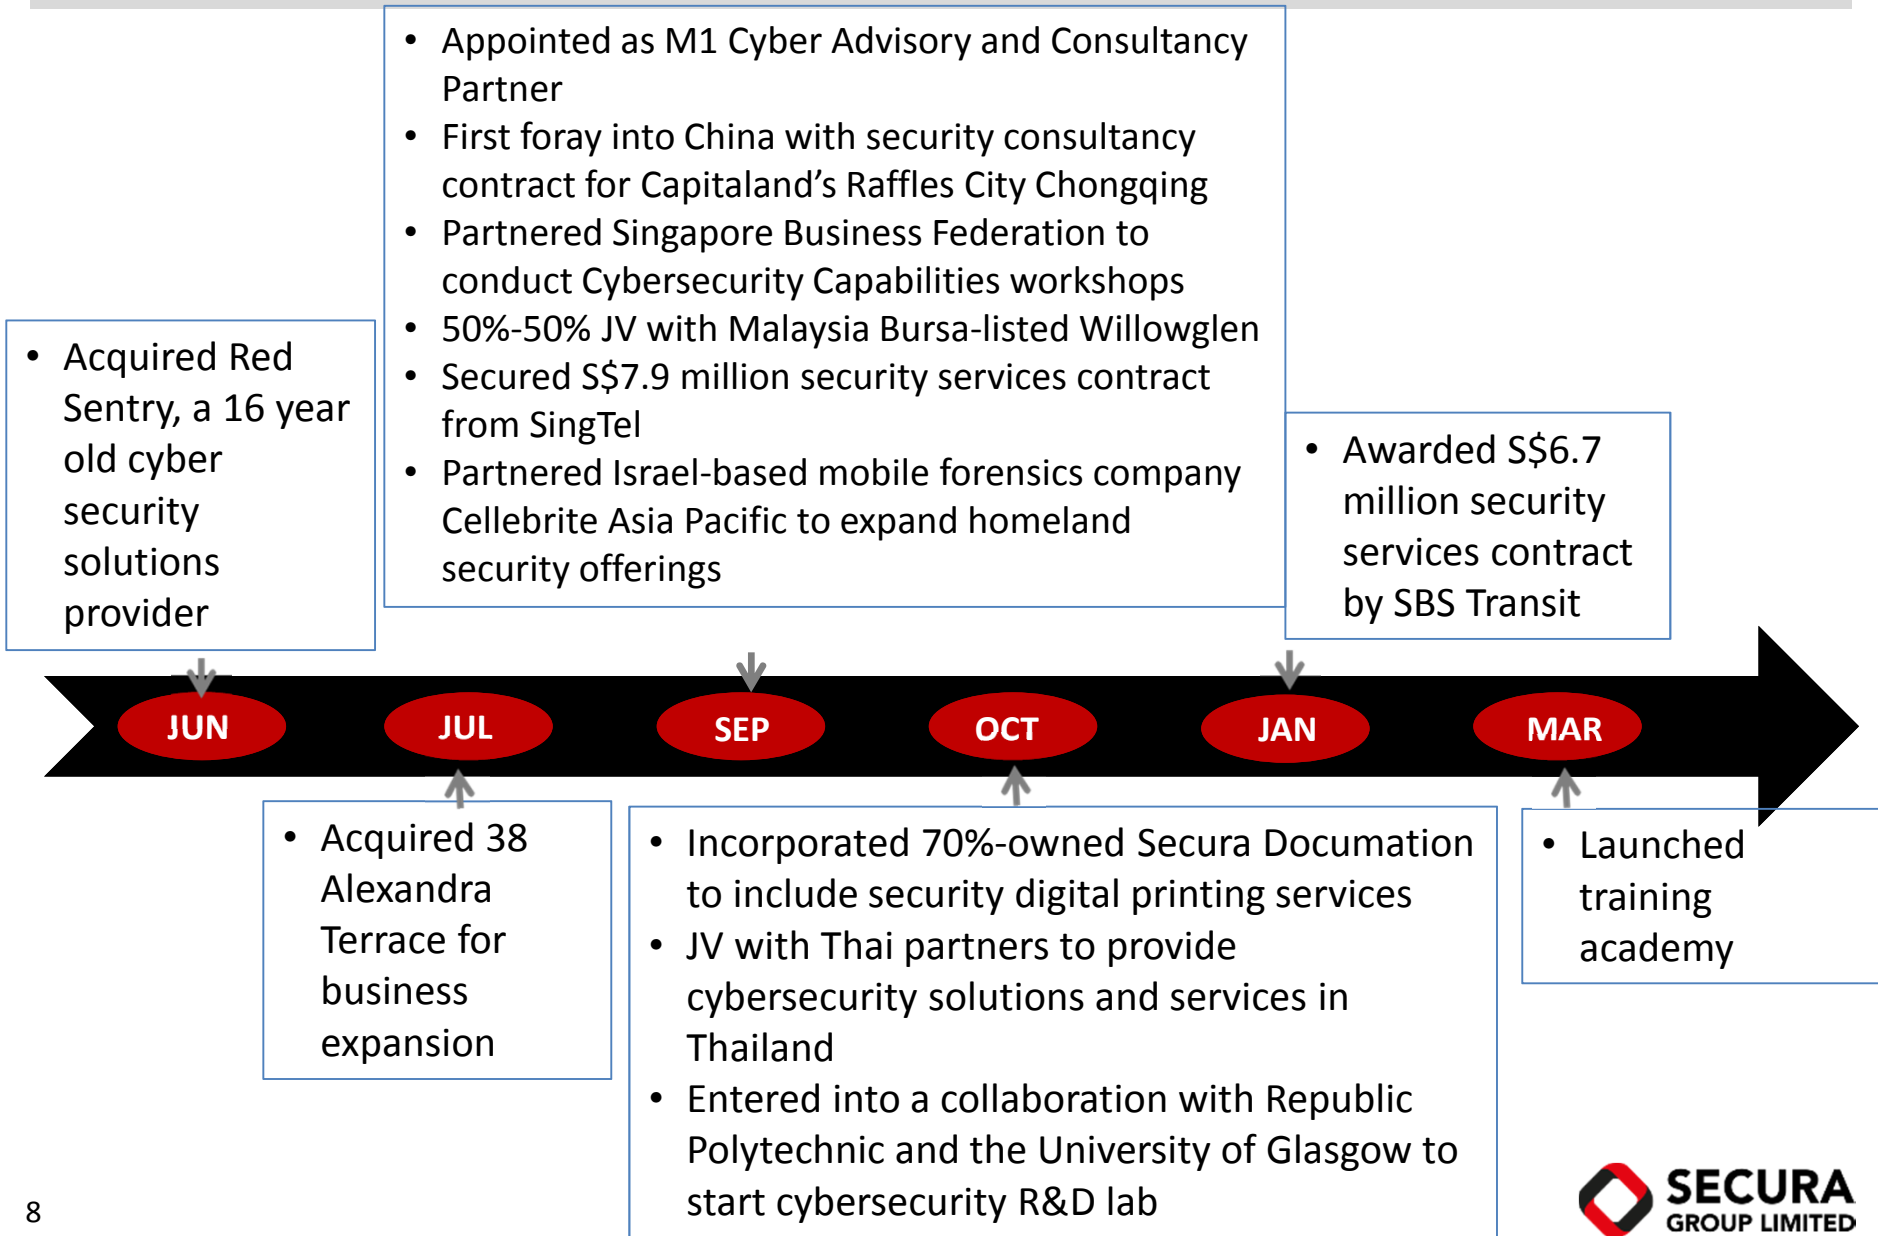 • Appointed as M1 Cyber Advisory and Consultancy
Partner
• First foray into China with security consultancy
contract for Capitaland’s Raffles City Chongqing
• Partnered Singapore Business Federation to
conduct Cybersecurity Capabilities workshops
• 50%-50% JV with Malaysia Bursa-listed Willowglen
• Secured S$7.9 million security services contract
from SingTel
• Partnered Israel-based mobile forensics company
Cellebrite Asia Pacific to expand homeland
security offerings
• Acquired Red
Sentry, a 16 year
old cyber
security
solutions
provider
• Awarded S$6.7
million security
services contract
by SBS Transit
JUN
JUL
SEP
OCT
JAN
MAR
• Acquired 38
Alexandra
Terrace for
business
expansion
• Incorporated 70%-owned Secura Documation
to include security digital printing services
• JV with Thai partners to provide
cybersecurity solutions and services in
Thailand
• Entered into a collaboration with Republic
Polytechnic and the University of Glasgow to
start cybersecurity R&D lab
• Launched
training
academy
8
SECURA
GROUP LIMITED